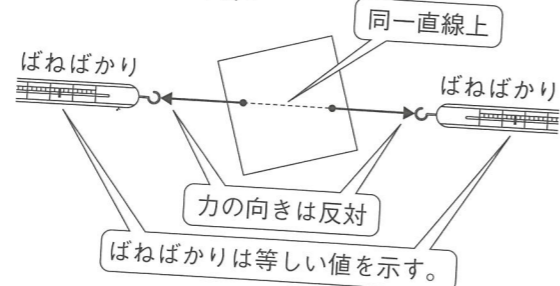 同一直線上
ばねばかり
ばねばかり
力の向きは反対
ばねばかりは等しい値を示す。